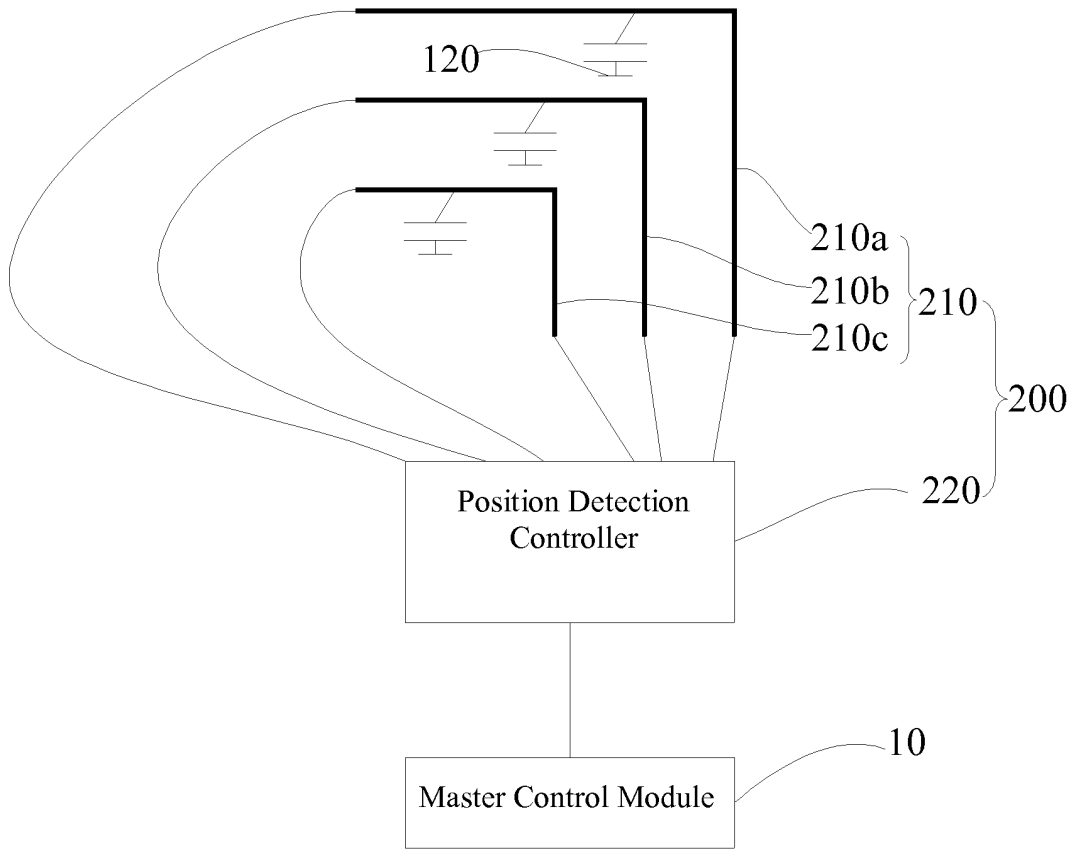 120
210a
210b
210
210c
200
220
Position Detection
Controller
10
Master Control Module